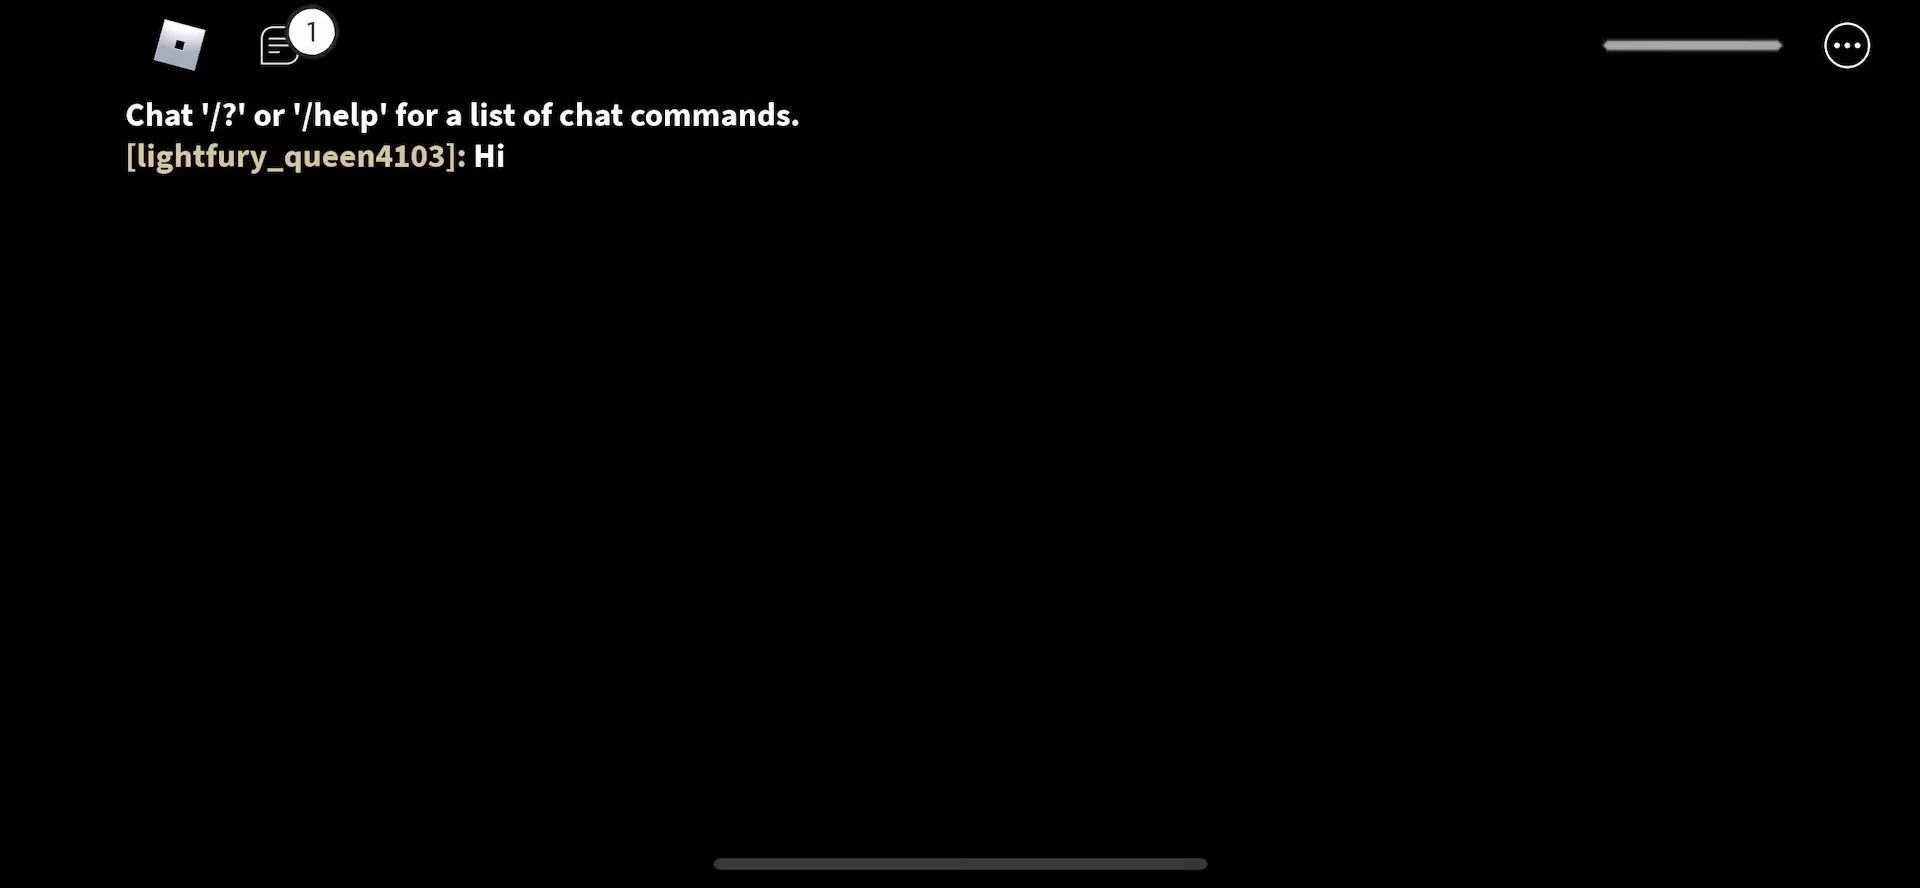 1
Chat '/?' or '/help' for a list of chat commands.
[lightfury_queen4103]: Hi